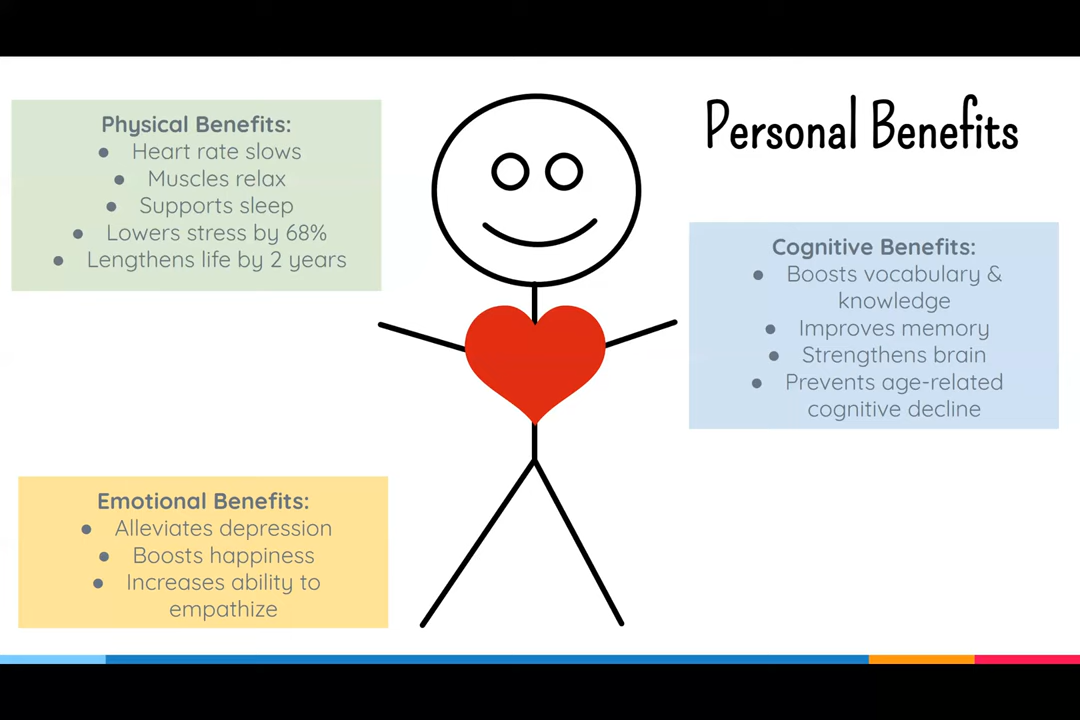 Personal Benefits
Physical Benefits:
● Heart rate slows
● Muscles relax
● Supports sleep
● Lowers stress by 68%
● Lengthens life by 2 years
Cognitive Benefits:
● Boosts vocabulary &
knowledge
● Improves memory
● Strengthens brain
● Prevents age-related
cognitive decline
Emotional Benefits:
● Alleviates depression
● Boosts happiness
● Increases ability to
empathize